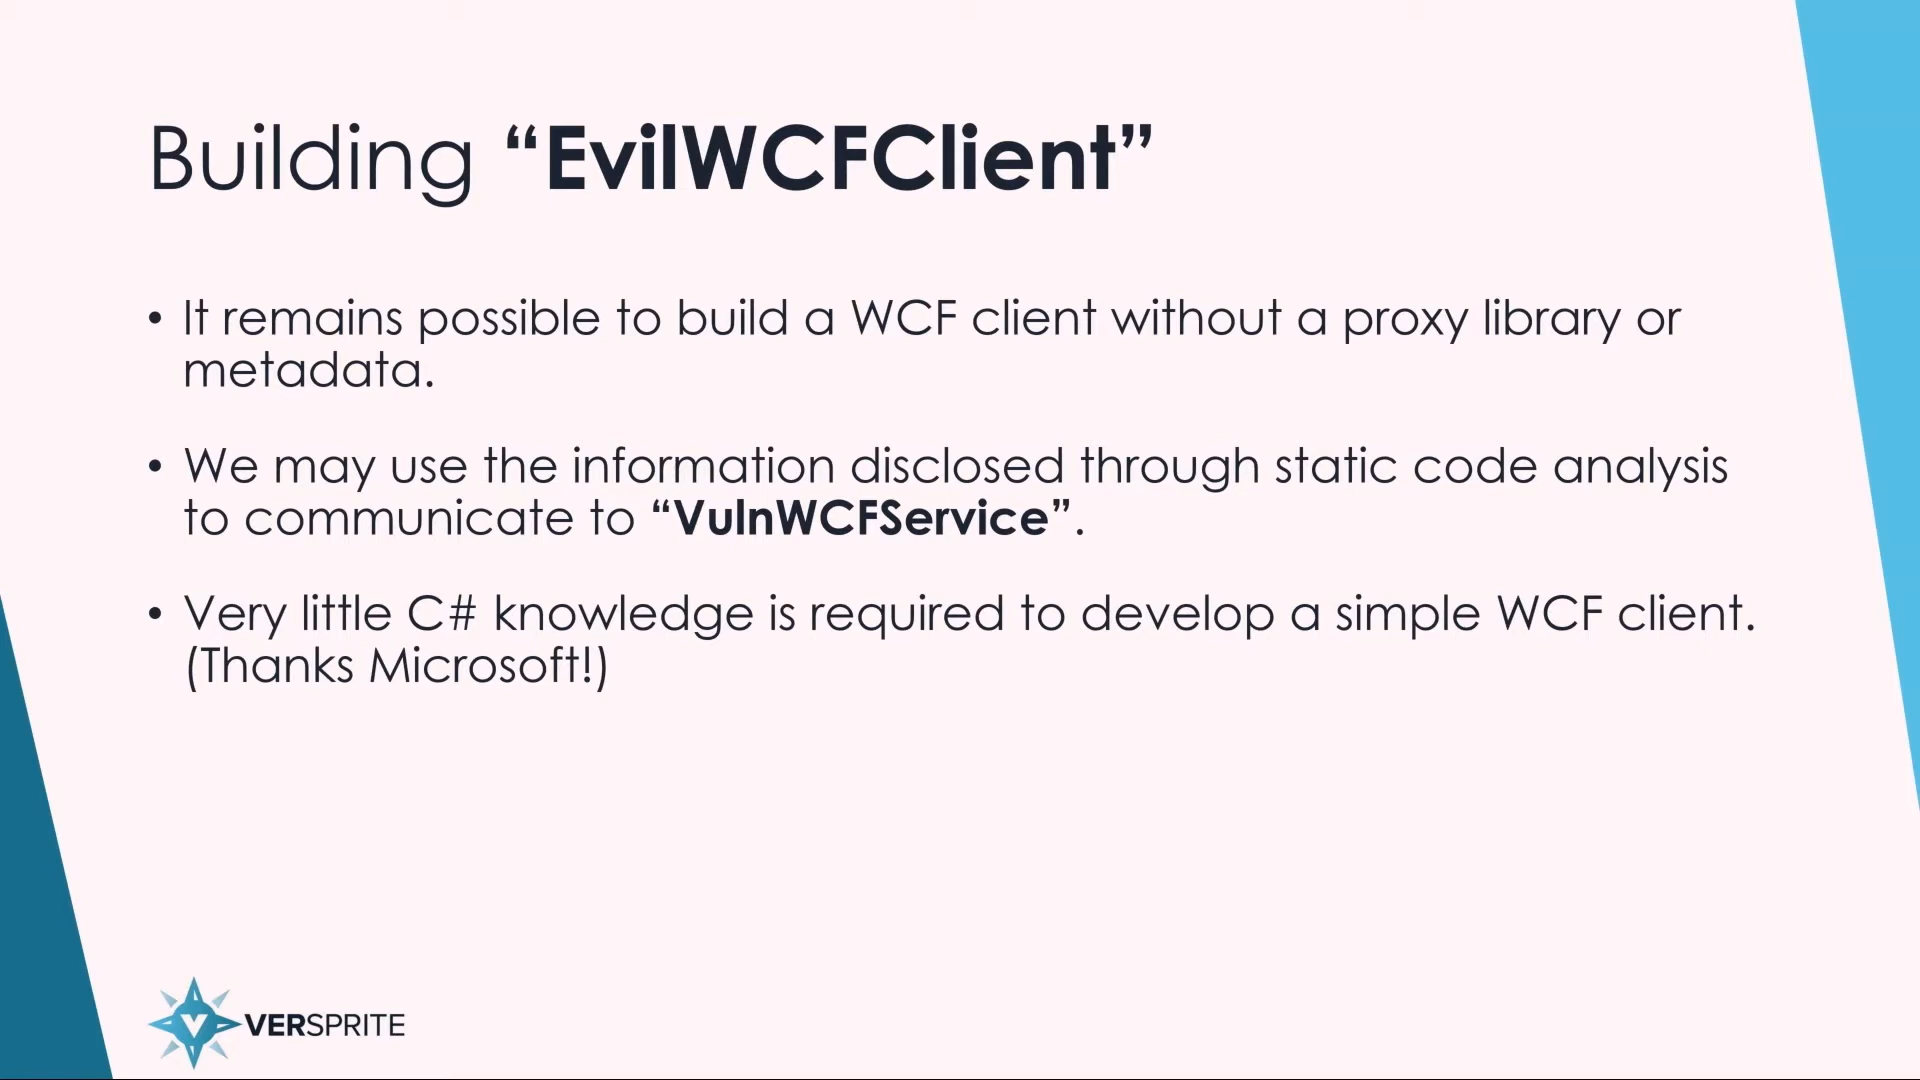 Building “EvilWCFClient”
• It remains possible to build a WCF client without a proxy library or
metadata.
• We may use the information disclosed through static code analysis
to communicate to “VulnWCFService”.
• Very little C# knowledge is required to develop a simple WCF client.
(Thanks Microsoft!)
V VERSPRITE